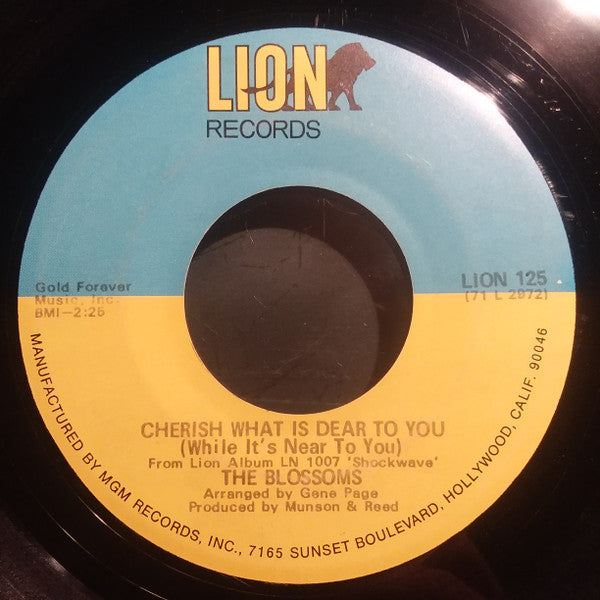 LION
RECORDS
Gold Forever
Music, Inc.
BMI-2:25
LION 125
(71 L 2972)
CHERISH WHAT IS DEAR TO YOU
(While It's Near To You)
From Lion Album LN 1007 'Shockwave'
THE BLOSSOMS
Arranged by Gene Page
Produced by Munson & Reed
MANUFACTURED BY MGM RECORDS, INC., 7165 SUNSET BOULEVARD, HOLLYWOOD, CALIF. 90046